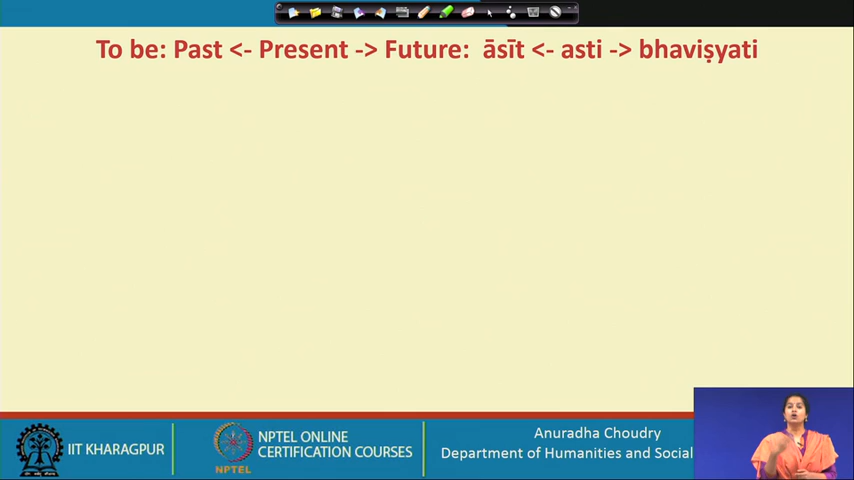 To be: Past <- Present -> Future: āsīt <- asti -> bhaviṣyati
IIT KHARAGPUR
NPTEL
NPTEL ONLINE
CERTIFICATION COURSES
Anuradha Choudry
Department of Humanities and Social